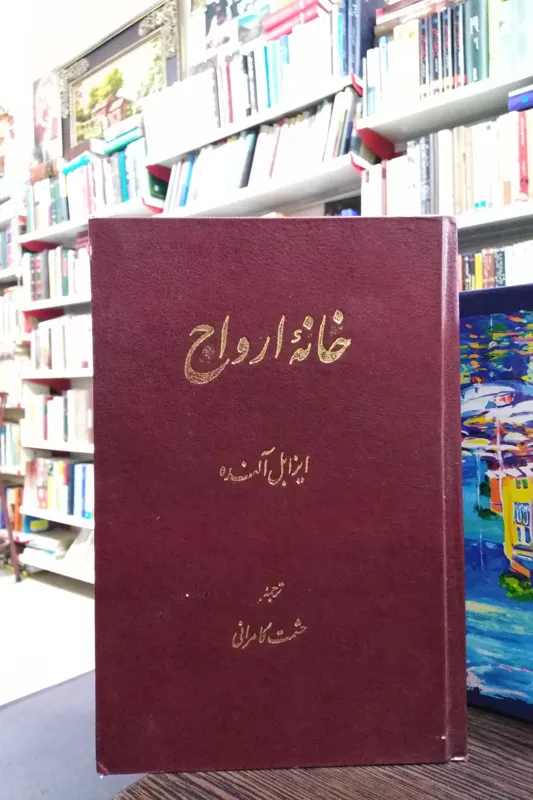 خانهٔ ارواح
ایزابل آلنده
ترجمه
حشمت کامرانی